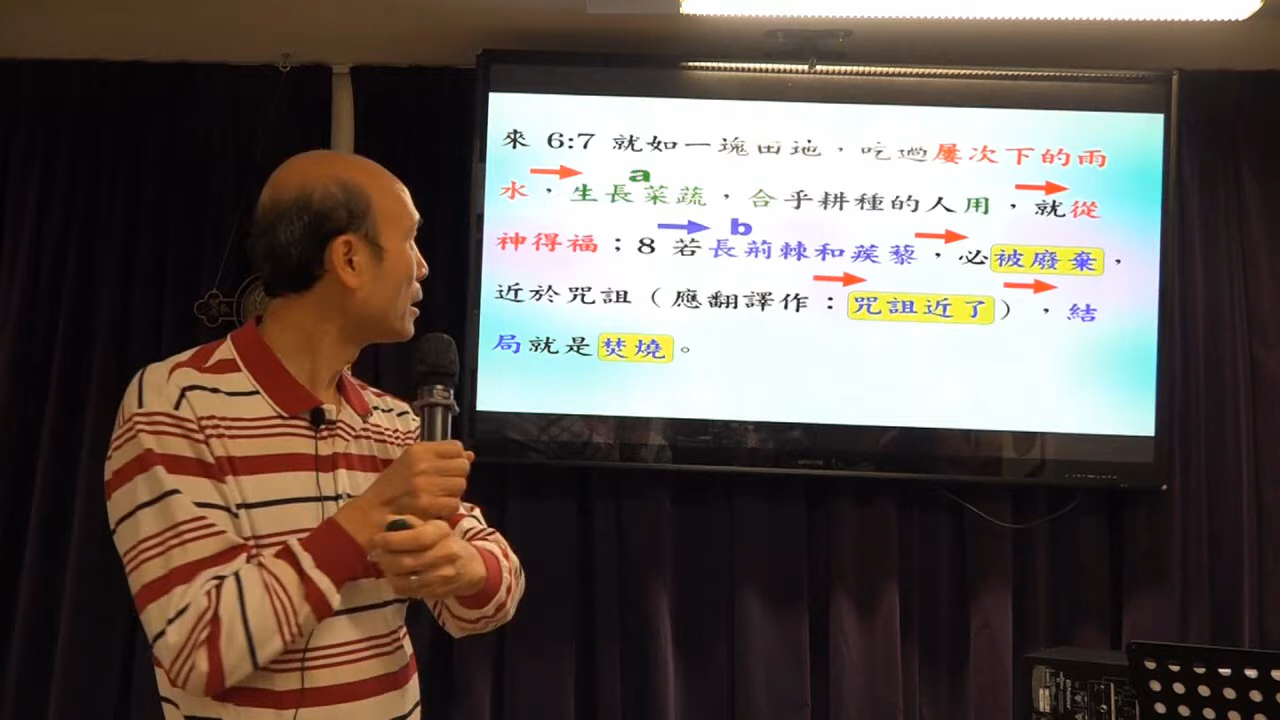 來 6:7 就如一塊田地，吃過屢次下的雨
水，生長菜蔬，合乎耕種的人用，就從
神得福；8 若長荊棘和蒺藜，必被廢棄，
近於咒詛（應翻譯作：咒詛近了），結
局就是焚燒。
a
b